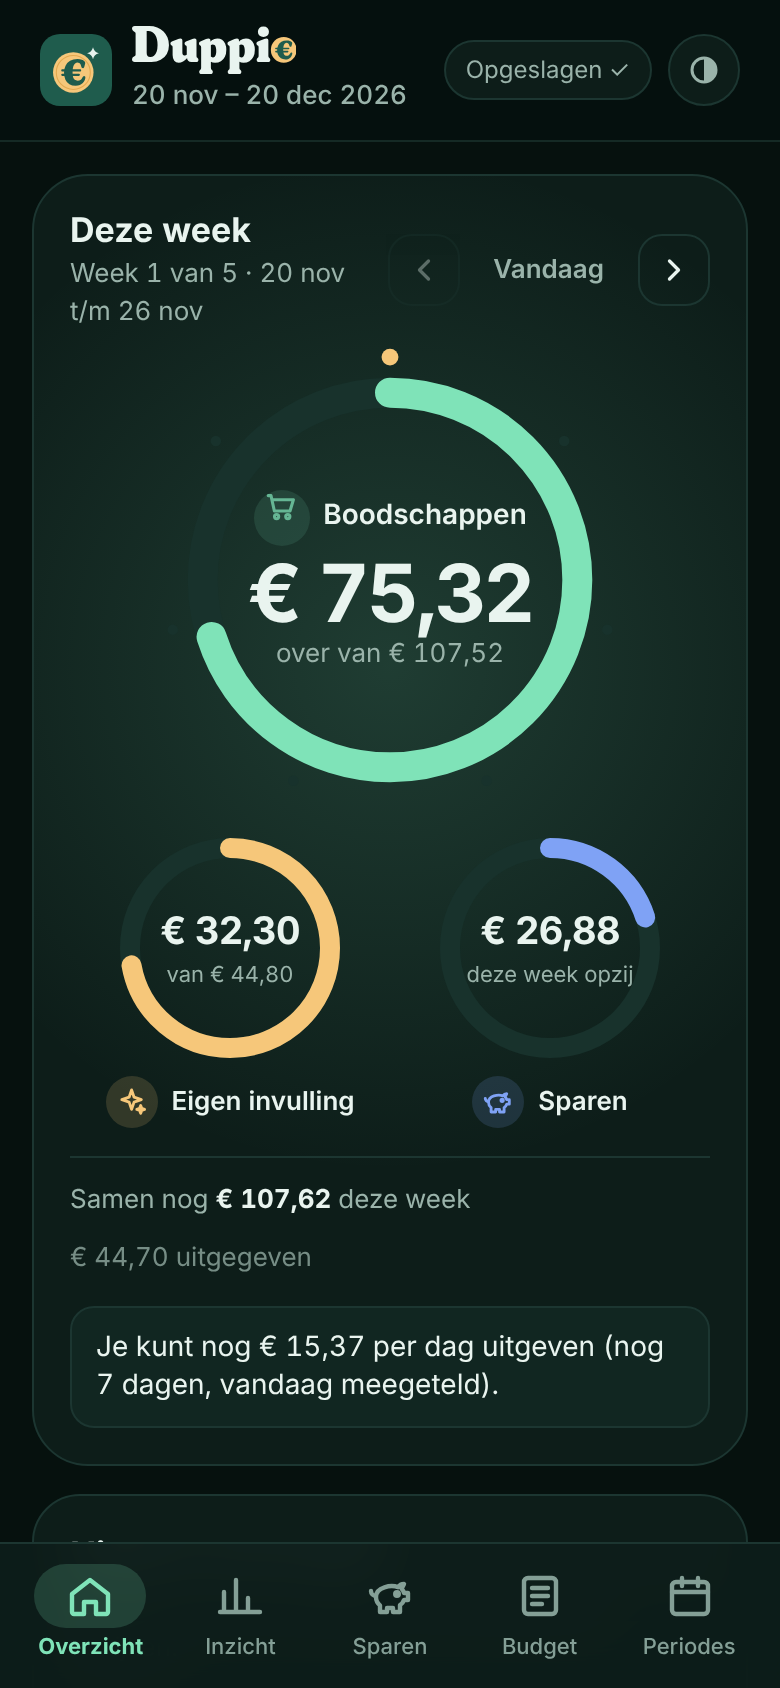 Duppi€
20 nov – 20 dec 2026
Opgeslagen ✓
Deze week
Week 1 van 5 · 20 nov
t/m 26 nov
Vandaag
Boodschappen
€ 75,32
over van € 107,52
€ 32,30
van € 44,80
€ 26,88
deze week opzij
Eigen invulling
Sparen
Samen nog € 107,62 deze week
€ 44,70 uitgegeven
Je kunt nog € 15,37 per dag uitgeven (nog
7 dagen, vandaag meegeteld).
Overzicht
Inzicht
Sparen
Budget
Periodes